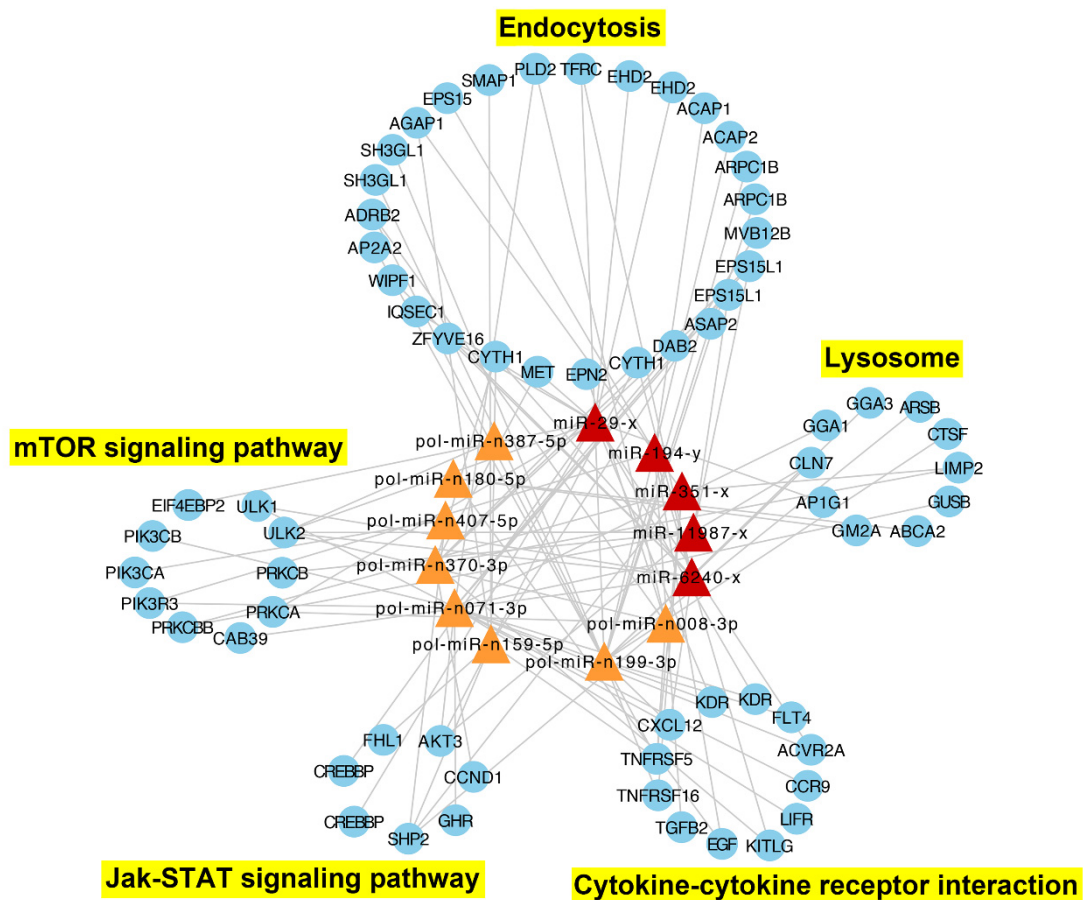 Endocytosis
PLD2
TFRC
EHD2
EHD2
SMAP1
EPS15
ACAP1
AGAP1
ACAP2
SH3GL1
ARPC1B
SH3GL1
ARPC1B
ADRB2
MVB12B
AP2A2
EPS15L1
WIPF1
EPS15L1
IQSEC1
ASAP2
ZFYVE16
DAB2
CYTH1
MET
EPN2
CYTH1
Lysosome
GGA3
ARSB
GGA1
CTSF
CLN7
LIMP2
AP1G1
GUSB
GM2A
ABCA2
miR-29-x
pol-miR-n387-5p
miR-194-y
pol-miR-n180-5p
miR-351-x
pol-miR-n407-5p
miR-11987-x
pol-miR-n370-3p
miR-6240-x
pol-miR-n071-3p
pol-miR-n008-3p
pol-miR-n159-5p
pol-miR-n199-3p
mTOR signaling pathway
EIF4EBP2
ULK1
PIK3CB
ULK2
PIK3CA
PRKCB
PIK3R3
PRKCA
PRKCBB
CAB39
FHL1
AKT3
CREBBP
CCND1
CREBBP
GHR
SHP2
Jak-STAT signaling pathway
KDR
KDR
CXCL12
FLT4
TNFRSF5
ACVR2A
TNFRSF16
CCR9
TGFB2
LIFR
EGF
KITLG
Cytokine-cytokine receptor interaction